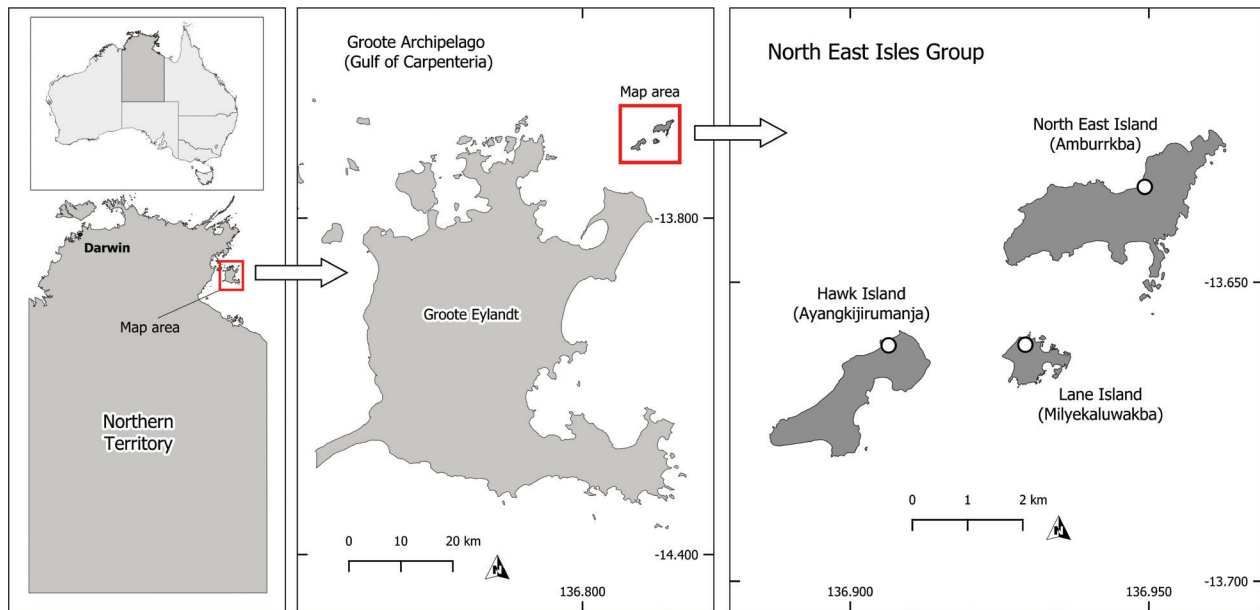 Darwin
Map area
Northern
Territory
Groote Archipelago
(Gulf of Carpenteria)
Map area
-13.800
Groote Eylandt
0 10 20 km
N
-14.400
136.800
North East Isles Group
North East Island
(Amburrkba)
-13.650
Hawk Island
(Ayangkijirumanja)
Lane Island
(Milyekaluwakba)
0 1 2 km
N
-13.700
136.900 136.950